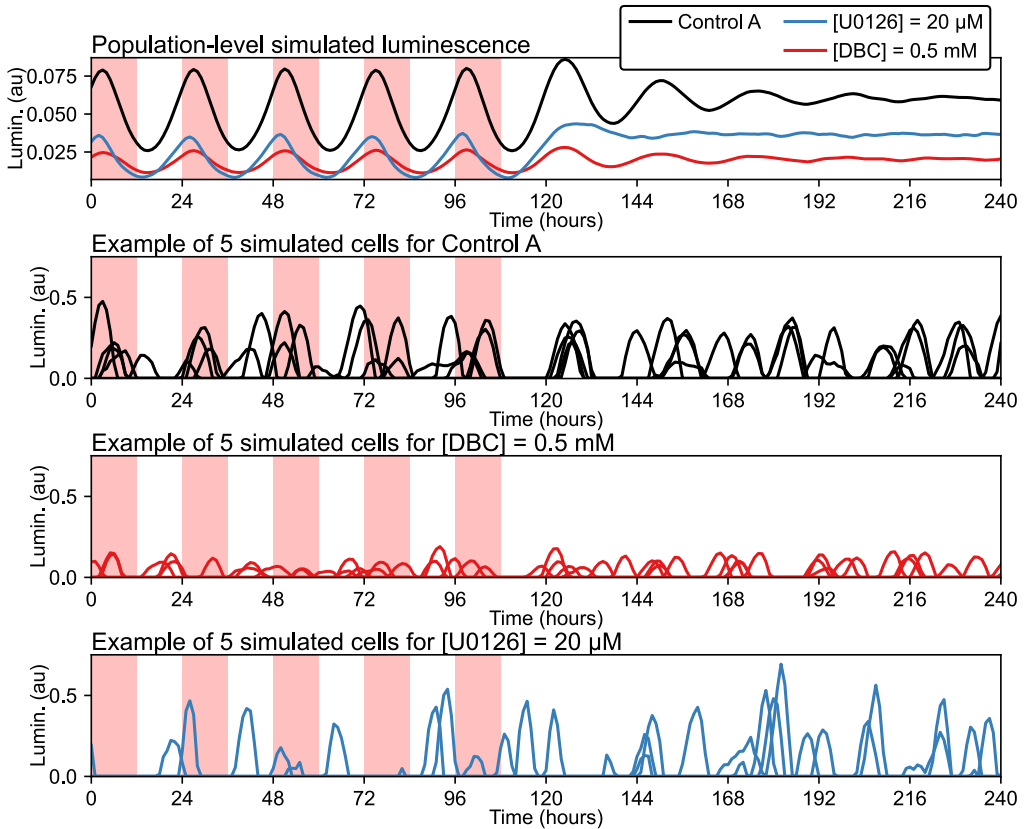 Control A
[U0126] = 20 µM
[DBC] = 0.5 mM
Population-level simulated luminescence
Lumin. (au)
0.075
0.050
0.025
0 24 48 72 96 120 144 168 192 216 240
Time (hours)
Example of 5 simulated cells for Control A
Lumin. (au)
0.5
0.0
0 24 48 72 96 120 144 168 192 216 240
Time (hours)
Example of 5 simulated cells for [DBC] = 0.5 mM
Lumin. (au)
0.5
0.0
0 24 48 72 96 120 144 168 192 216 240
Time (hours)
Example of 5 simulated cells for [U0126] = 20 µM
Lumin. (au)
0.5
0.0
0 24 48 72 96 120 144 168 192 216 240
Time (hours)